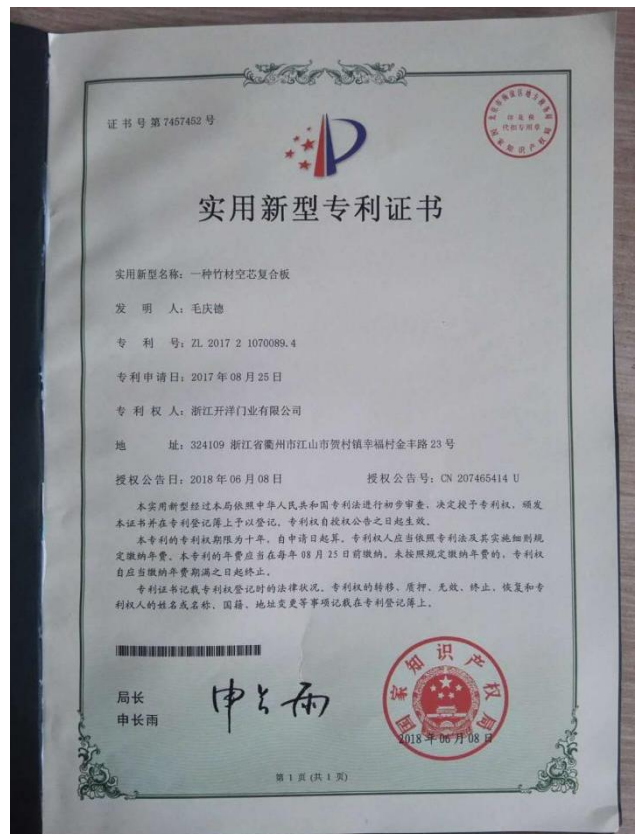 证书号第7457452号
实用新型专利证书
实用新型名称：一种竹材空芯复合板
发 明 人：毛庆德
专 利 号：ZL 2017 2 1070089.4
专利申请日：2017年08月25日
专 利 权 人：浙江开洋门业有限公司
地 址：324109 浙江省衢州市江山市贺村镇幸福村金丰路23号
授权公告日：2018年06月08日 授权公告号：CN 207465414 U
本实用新型经过本局依照中华人民共和国专利法进行初步审查，决定授予专利权，颁发
本证书并在专利登记簿上予以登记。专利权自授权公告之日起生效。
本专利的专利权期限为十年，自申请日起算。专利权人应当依照专利法及其实施细则规
定缴纳年费。本专利的年费应当在每年08月25日前缴纳。未按照规定缴纳年费的，专利权
自应当缴纳年费期满之日起终止。
专利证书记载专利权登记时的法律状况。专利权的转移、质押、无效、终止、恢复和专
利权人的姓名或名称、国籍、地址变更等事项记载在专利登记簿上。
局长
申长雨
申长雨
国家知识产权局
2018年06月08日
第 1 页 (共 1 页)